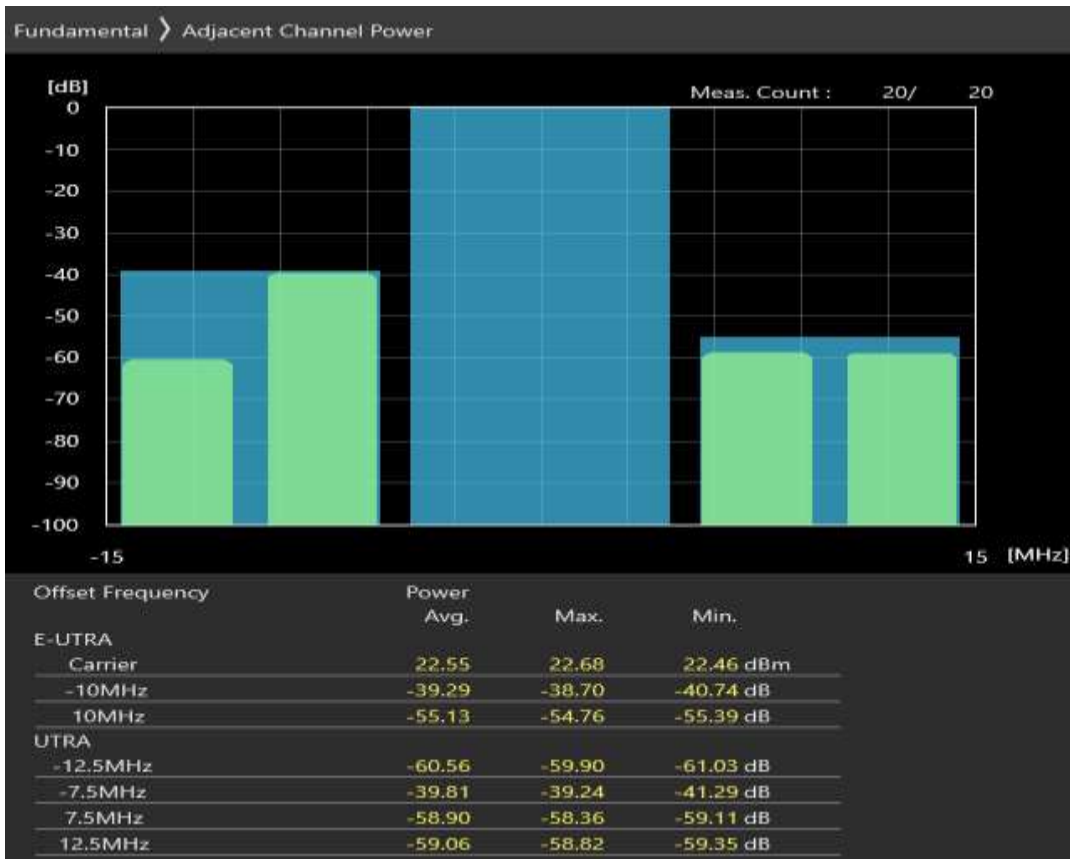 Fundamental 〉 Adjacent Channel Power
[dB]
Meas. Count : 20/ 20
0
-10
-20
-30
-40
-50
-60
-70
-80
-90
-100
-15 15 [MHz]
Offset Frequency Power
Avg. Max. Min.
E-UTRA
Carrier 22.55 22.68 22.46 dBm
-10MHz -39.29 -38.70 -40.74 dB
10MHz -55.13 -54.76 -55.39 dB
UTRA
-12.5MHz -60.56 -59.90 -61.03 dB
-7.5MHz -39.81 -39.24 -41.29 dB
7.5MHz -58.90 -58.36 -59.11 dB
12.5MHz -59.06 -58.82 -59.35 dB